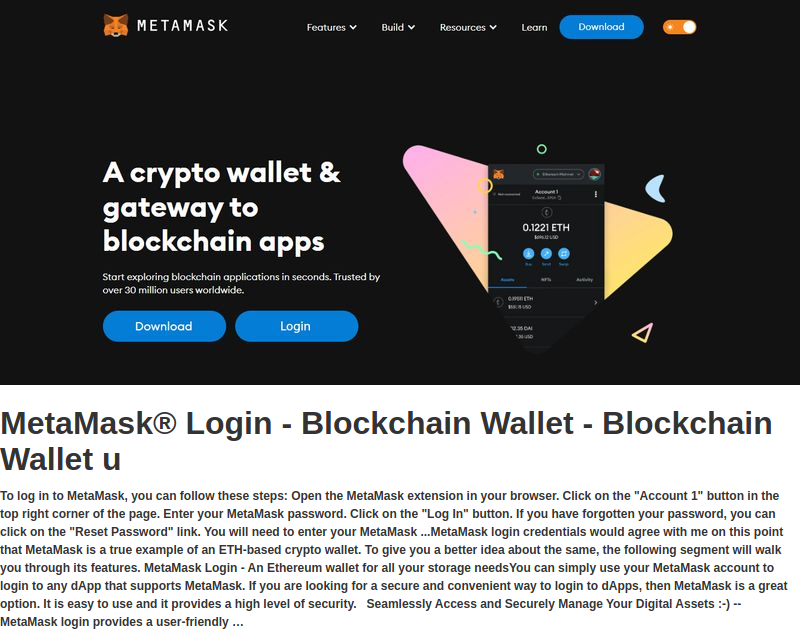 METAMASK
Features Build Resources Learn Download
A crypto wallet &
gateway to
blockchain apps
Start exploring blockchain applications in seconds. Trusted by
over 30 million users worldwide.
Download Login
Ethereum Mainnet
Not connected
Account 1
0.1221 ETH
Buy Send Swap
Assets NFTs Activity
MetaMask® Login - Blockchain Wallet - Blockchain
Wallet u
To log in to MetaMask, you can follow these steps: Open the MetaMask extension in your browser. Click on the "Account 1" button in the
top right corner of the page. Enter your MetaMask password. Click on the "Log In" button. If you have forgotten your password, you can
click on the "Reset Password" link. You will need to enter your MetaMask ...MetaMask login credentials would agree with me on this point
that MetaMask is a true example of an ETH-based crypto wallet. To give you a better idea about the same, the following segment will walk
you through its features. MetaMask Login - An Ethereum wallet for all your storage needsYou can simply use your MetaMask account to
login to any dApp that supports MetaMask. If you are looking for a secure and convenient way to login to dApps, then MetaMask is a great
option. It is easy to use and it provides a high level of security.   Seamlessly Access and Securely Manage Your Digital Assets :-) --
MetaMask login provides a user-friendly …